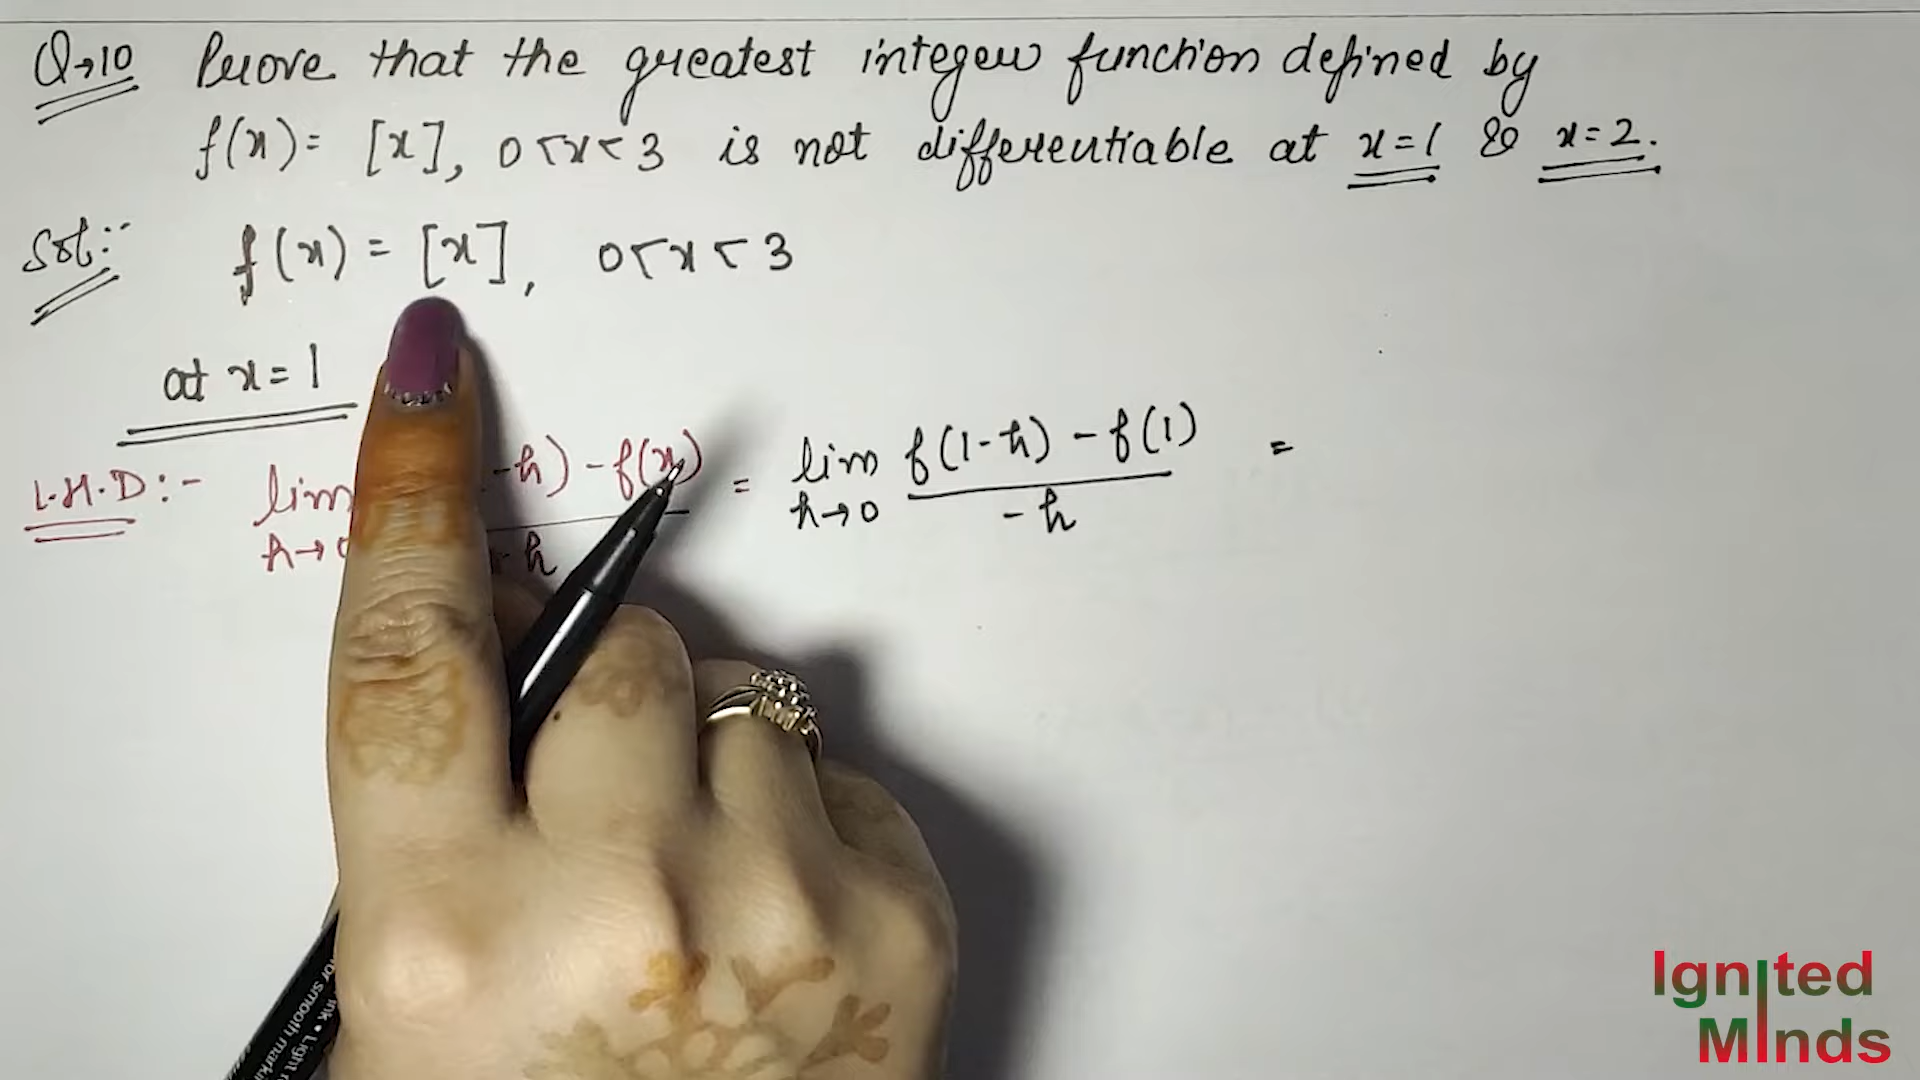 Q→10 Prove that the greatest integer function defined by
f(x) = [x], 0<x<3 is not differentiable at x=1 & x=2.
Sol:- f(x) = [x], 0<x<3
at x=1
L.H.D:- lim h→0 -h) - f(x) / -h = lim h→0 f(1-h) - f(1) / -h =
Ignited
Minds